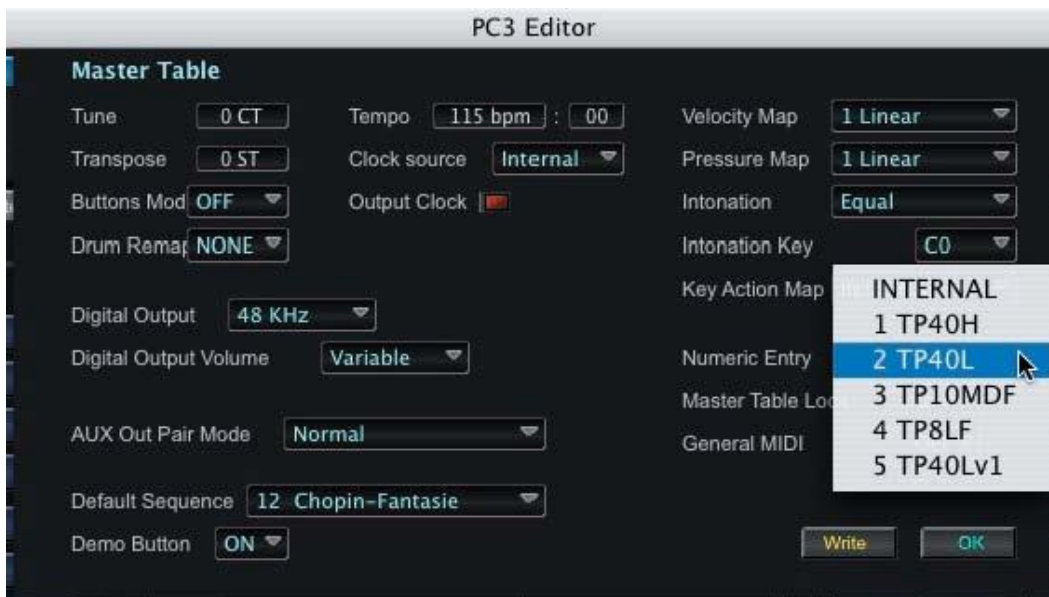 PC3 Editor
Master Table
Tune 0 CT Tempo 115 bpm : 00 Velocity Map 1 Linear
Transpose 0 ST Clock source Internal Pressure Map 1 Linear
Buttons Mod OFF Output Clock Intonation Equal
Drum Remap NONE Intonation Key C0
Key Action Map INTERNAL
1 TP40H
Digital Output 48 KHz
Digital Output Volume Variable Numeric Entry 2 TP40L
Master Table Loc 3 TP10MDF
AUX Out Pair Mode Normal General MIDI 4 TP8LF
5 TP40Lv1
Default Sequence 12 Chopin-Fantasie
Demo Button ON Write OK